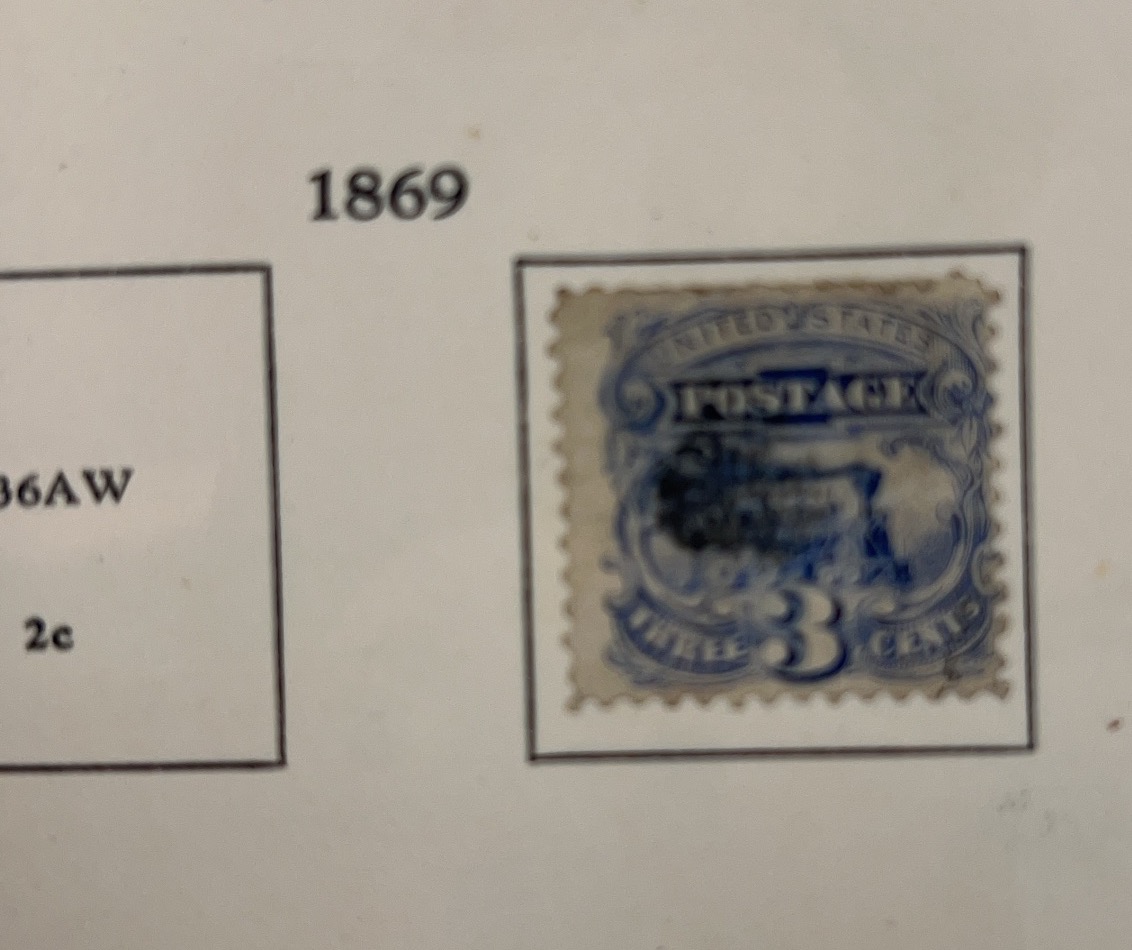 1869
36AW
2c
UNITED STATES
POSTAGE
THREE 3 CENTS